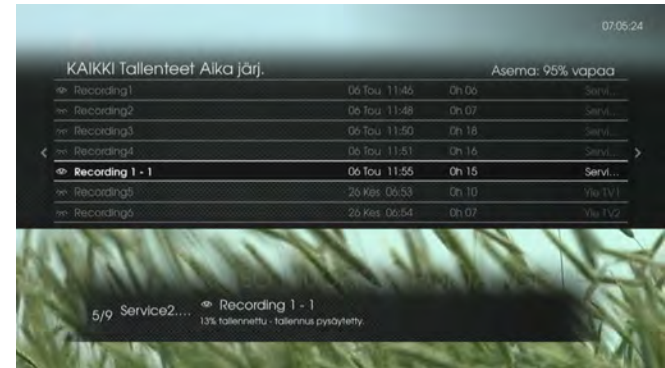 07:05:24
KAIKKI Tallenteet Aika järj. Asema: 95% vapaa
Recording1 06 Tou 11:46 0h 06 Servi...
Recording2 06 Tou 11:48 0h 07 Servi...
Recording3 06 Tou 11:50 0h 18 Servi...
Recording4 06 Tou 11:51 0h 16 Servi...
Recording 1 - 1 06 Tou 11:55 0h 15 Servi...
Recording5 26 Kes 06:53 0h 10 Yle TV1
Recording6 26 Kes 06:54 0h 07 Yle TV2
5/9 Service2.... Recording 1 - 1
13% tallennettu - tallennus pysäytetty.